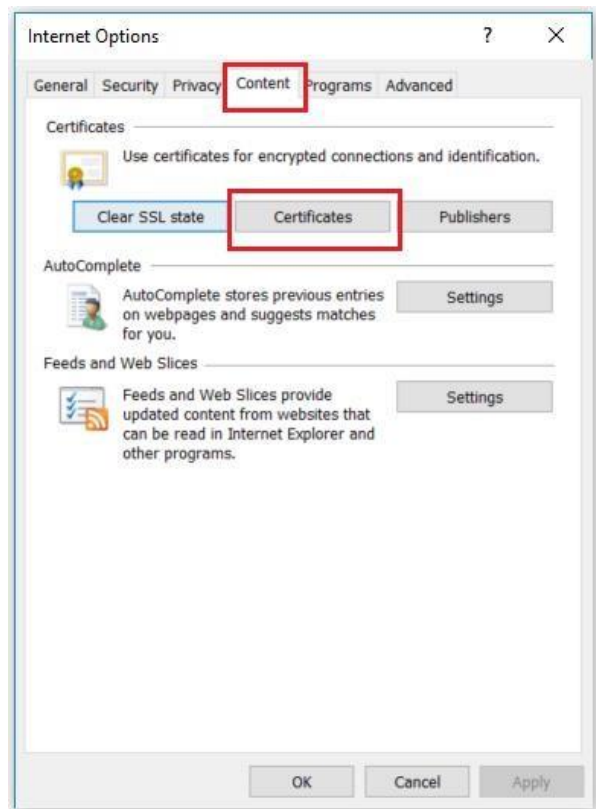 Internet Options ? X
General Security Privacy Content Programs Advanced
Certificates
Use certificates for encrypted connections and identification.
Clear SSL state Certificates Publishers
AutoComplete
AutoComplete stores previous entries
on webpages and suggests matches
for you.
Settings
Feeds and Web Slices
Feeds and Web Slices provide
updated content from websites that
can be read in Internet Explorer and
other programs.
Settings
OK Cancel Apply